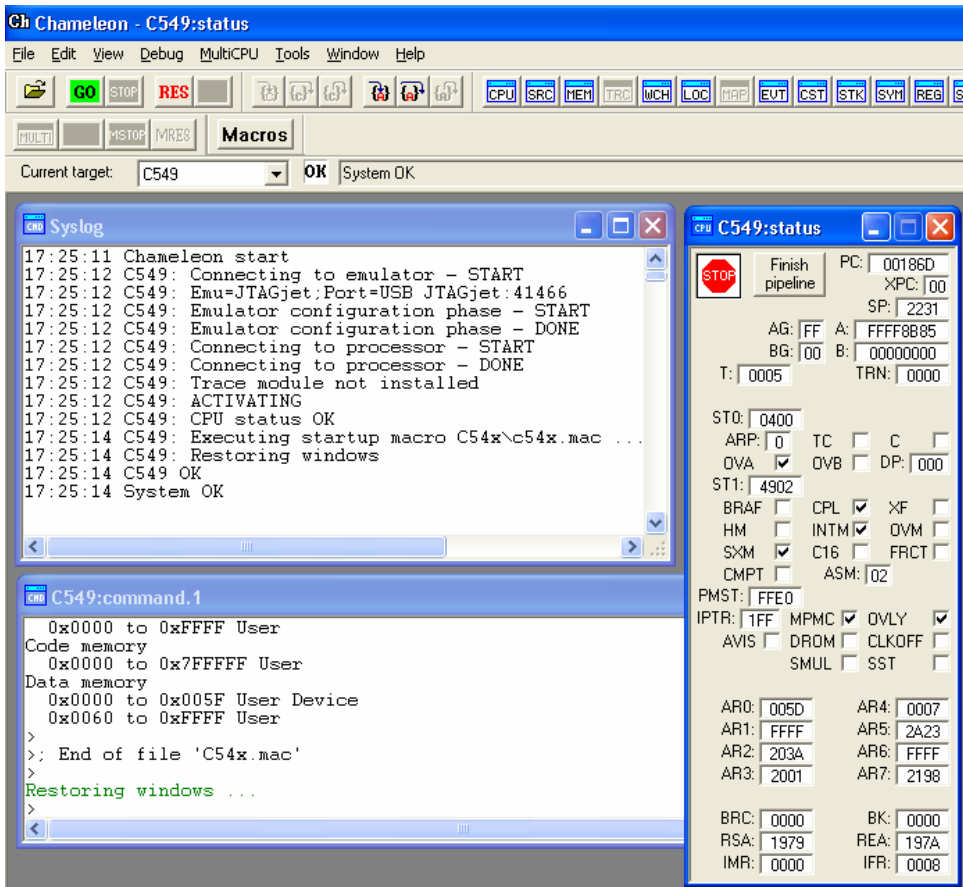 Ch Chameleon - C549:status
File Edit View Debug MultiCPU Tools Window Help
GO STOP RES CPU SRC MEM TRC WCH LOC MAP EVT CST STK SYM REG
MULTI MSTOP MRES Macros
Current target: C549 OK System OK
CMD Syslog
17:25:11 Chameleon start
17:25:12 C549: Connecting to emulator - START
17:25:12 C549: Emu=JTAGjet;Port=USB JTAGjet:41466
17:25:12 C549: Emulator configuration phase - START
17:25:12 C549: Emulator configuration phase - DONE
17:25:12 C549: Connecting to processor - START
17:25:12 C549: Connecting to processor - DONE
17:25:12 C549: Trace module not installed
17:25:12 C549: ACTIVATING
17:25:12 C549: CPU status OK
17:25:14 C549: Executing startup macro C54x\c54x.mac ...
17:25:14 C549: Restoring windows
17:25:14 C549 OK
17:25:14 System OK
CMD C549:command.1
0x0000 to 0xFFFF User
Code memory
0x0000 to 0x7FFFFF User
Data memory
0x0000 to 0x005F User Device
0x0060 to 0xFFFF User
>
>; End of file 'C54x.mac'
>
Restoring windows ...
>
CPU C549:status
STOP Finish pipeline PC: 00186D
XPC: 00
SP: 2231
AG: FF A: FFFF8B85
BG: 00 B: 00000000
T: 0005 TRN: 0000
ST0: 0400
ARP: 0 TC C
OVA OVB DP: 000
ST1: 4902
BRAF CPL XF
HM INTM OVM
SXM C16 FRCT
CMPT ASM: 02
PMST: FFE0
IPTR: 1FF MPMC OVLY
AVIS DROM CLKOFF
SMUL SST
AR0: 005D AR4: 0007
AR1: FFFF AR5: 2A23
AR2: 203A AR6: FFFF
AR3: 2001 AR7: 2198
BRC: 0000 BK: 0000
RSA: 1979 REA: 197A
IMR: 0000 IFR: 0008